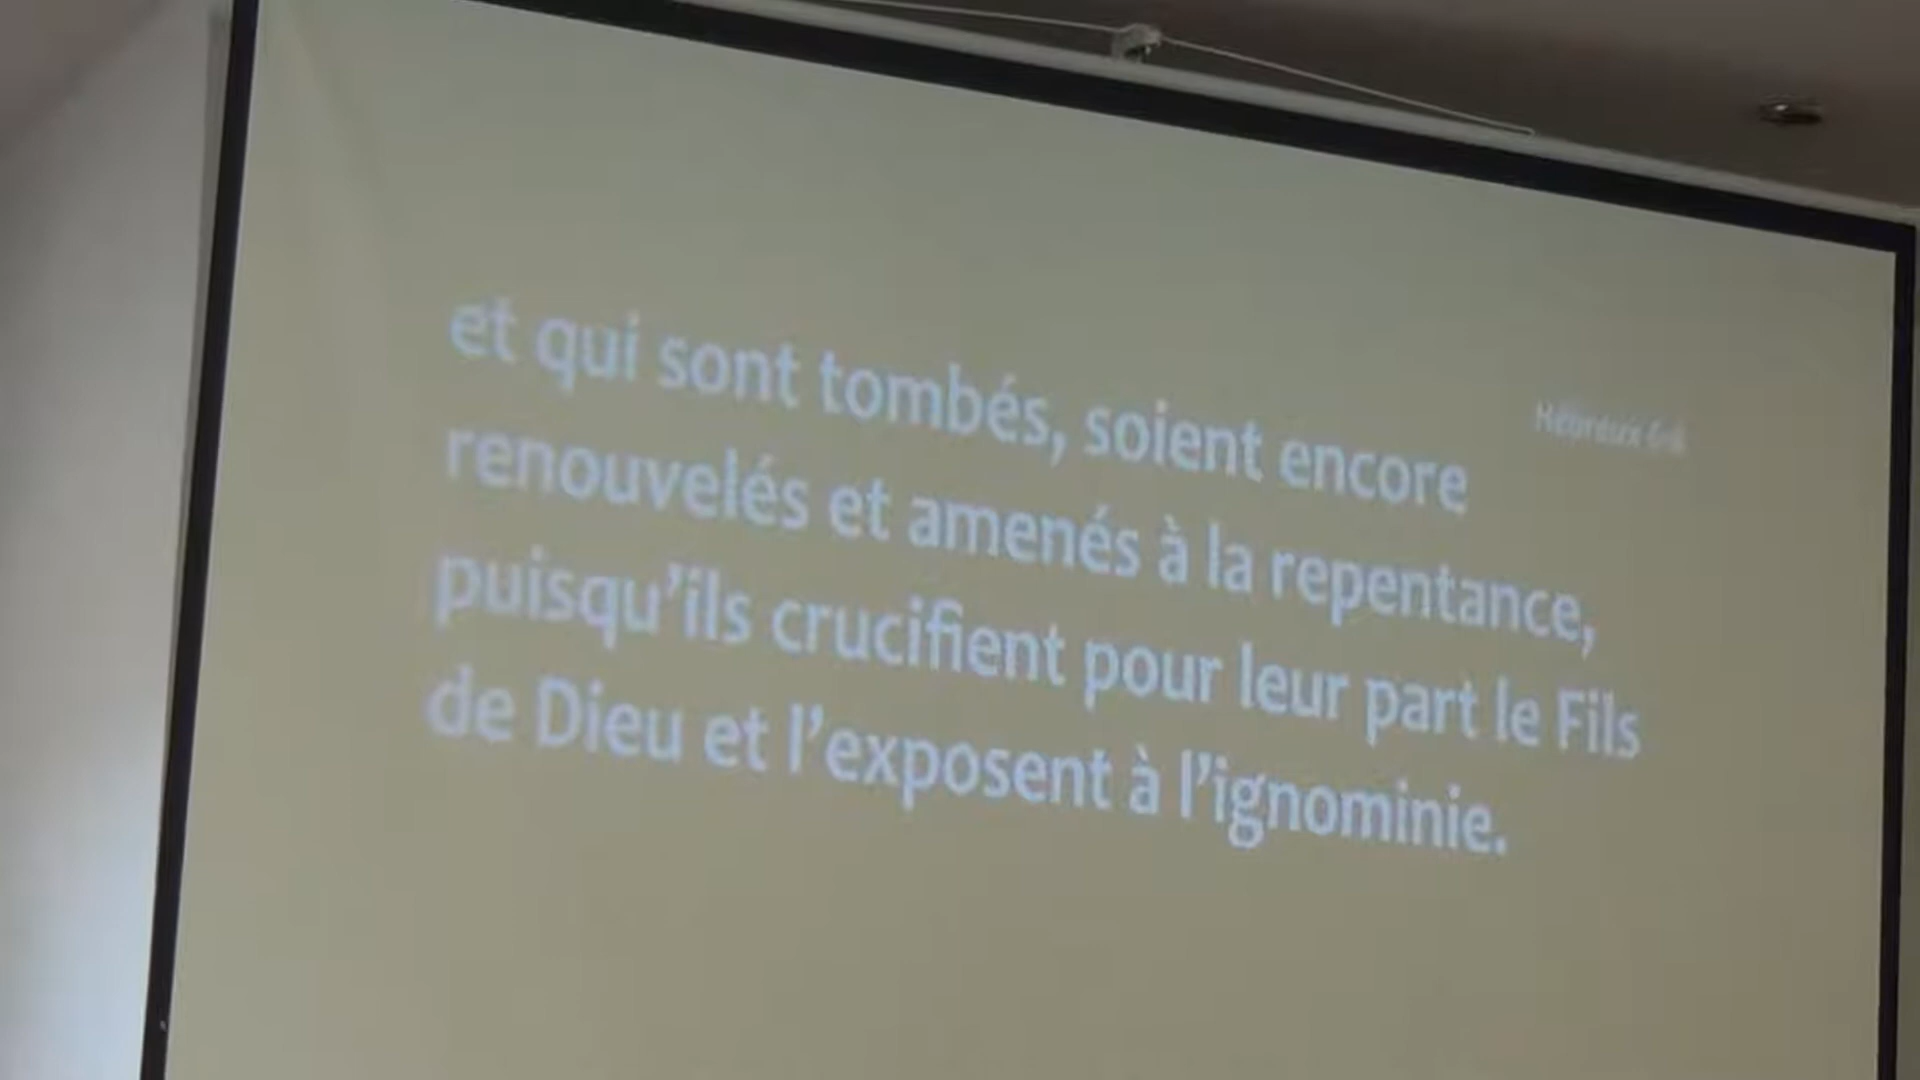 et qui sont tombés, soient encore
renouvelés et amenés à la repentance,
puisqu’ils crucifient pour leur part le Fils
de Dieu et l’exposent à l’ignominie.
Hébreux